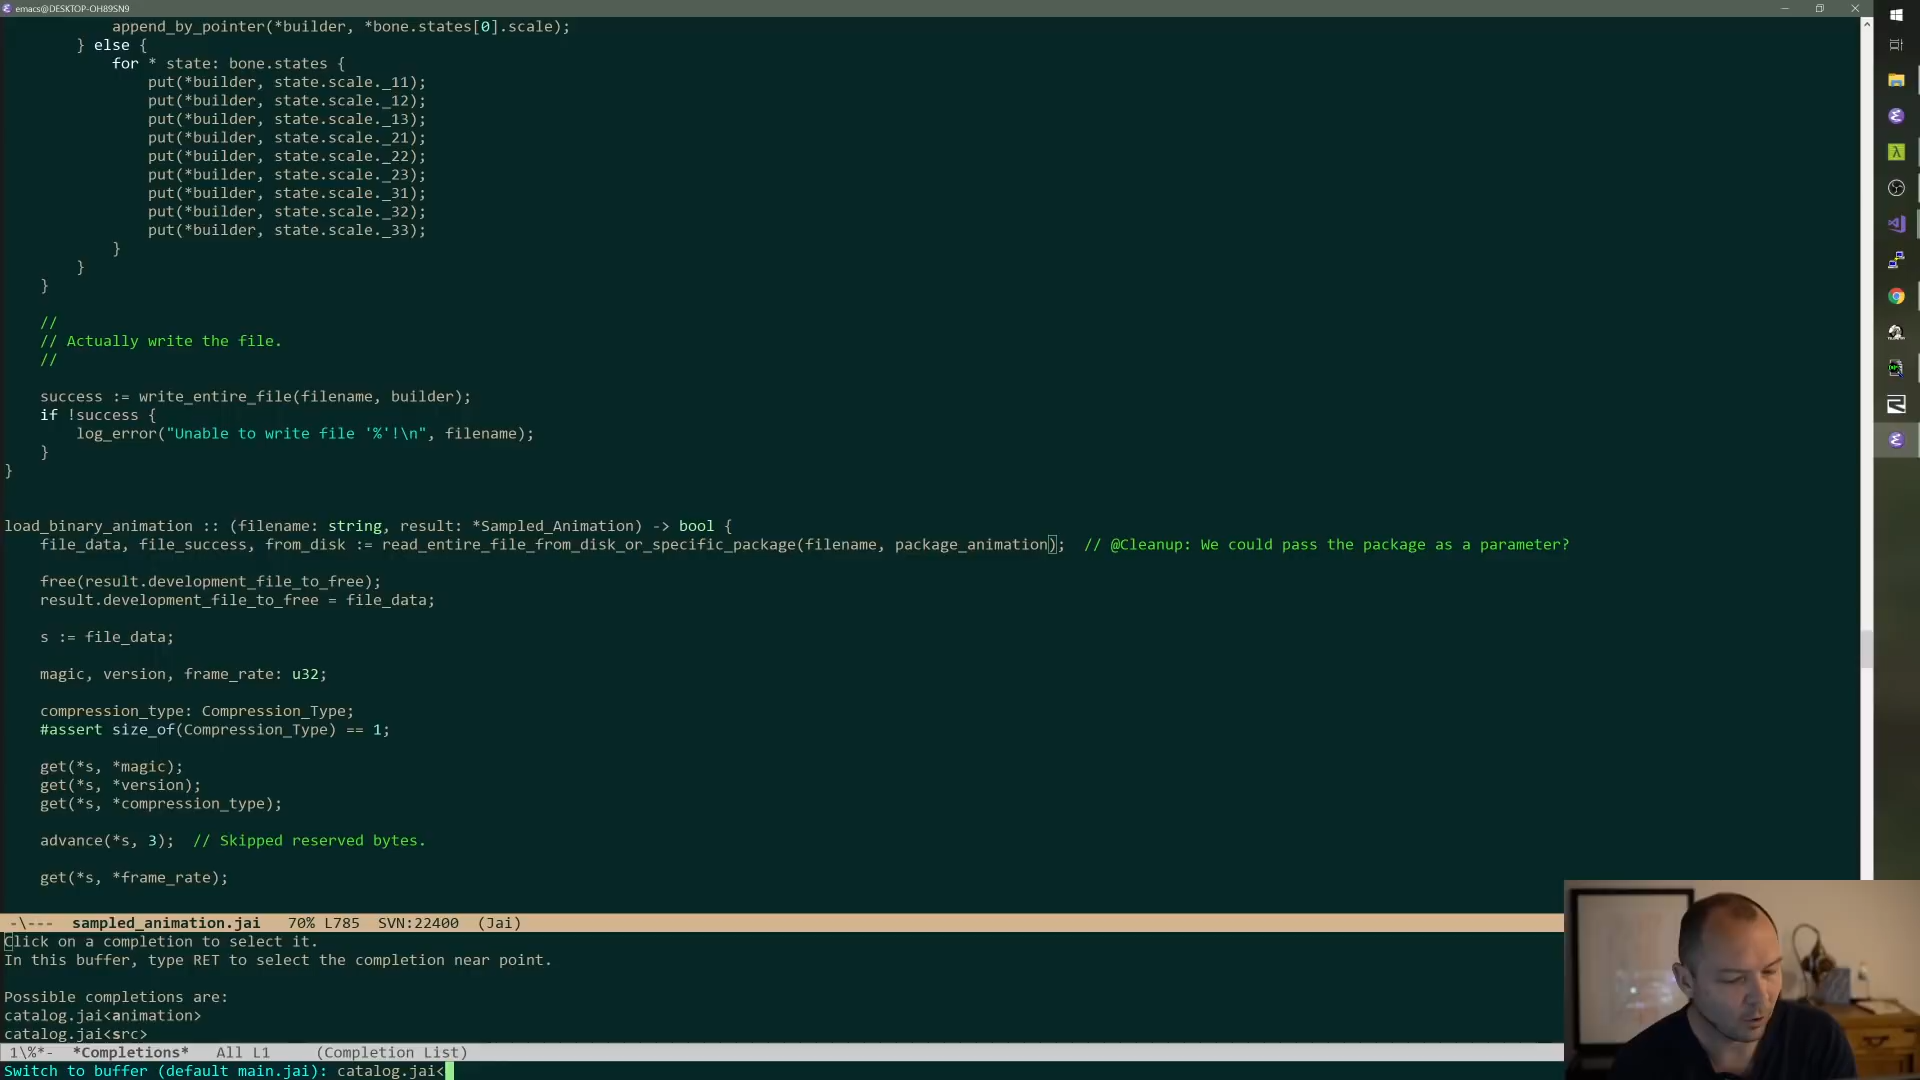 emacs@DESKTOP-OH89SN9
append_by_pointer(*builder, *bone.states[0].scale);
} else {
for * state: bone.states {
put(*builder, state.scale._11);
put(*builder, state.scale._12);
put(*builder, state.scale._13);
put(*builder, state.scale._21);
put(*builder, state.scale._22);
put(*builder, state.scale._23);
put(*builder, state.scale._31);
put(*builder, state.scale._32);
put(*builder, state.scale._33);
}
}
}
//
// Actually write the file.
//
success := write_entire_file(filename, builder);
if !success {
log_error("Unable to write file '%'!\n", filename);
}
}
load_binary_animation :: (filename: string, result: *Sampled_Animation) -> bool {
file_data, file_success, from_disk := read_entire_file_from_disk_or_specific_package(filename, package_animation); // @Cleanup: We could pass the package as a parameter?
free(result.development_file_to_free);
result.development_file_to_free = file_data;
s := file_data;
magic, version, frame_rate: u32;
compression_type: Compression_Type;
#assert size_of(Compression_Type) == 1;
get(*s, *magic);
get(*s, *version);
get(*s, *compression_type);
advance(*s, 3); // Skipped reserved bytes.
get(*s, *frame_rate);
-\--- sampled_animation.jai 70% L785 SVN:22400 (Jai)
Click on a completion to select it.
In this buffer, type RET to select the completion near point.
Possible completions are:
catalog.jai<animation>
catalog.jai<src>
1\%*- *Completions* All L1 (Completion List)
Switch to buffer (default main.jai): catalog.jai<